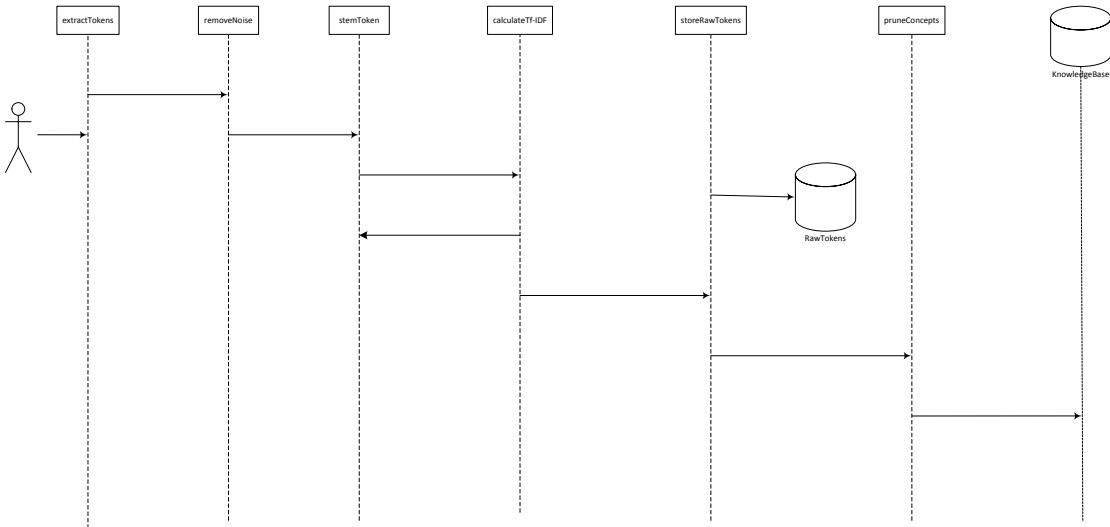 extractTokens
removeNoise
stemToken
calculateTf-IDF
storeRawTokens
pruneConcepts
KnowledgeBase
RawTokens